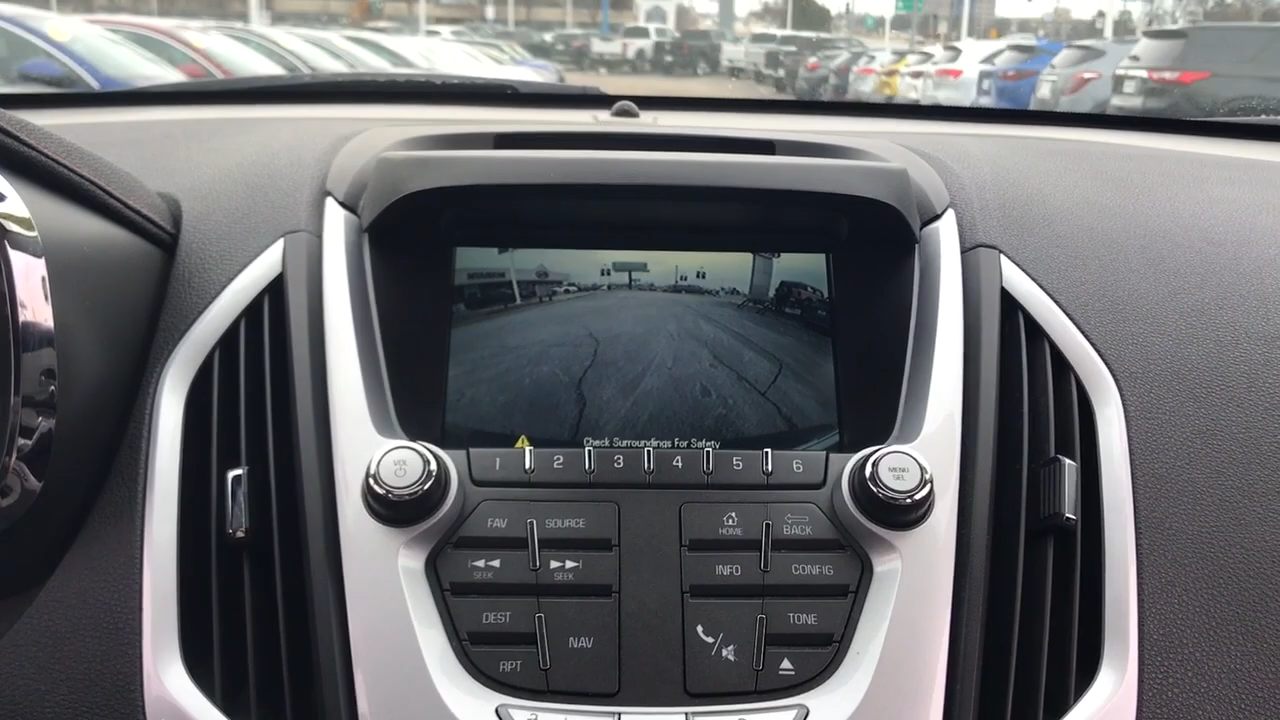 Check Surroundings For Safety
VOL
1 2 3 4 5 6
MENU
SEL
FAV SOURCE
HOME BACK
SEEK SEEK
INFO CONFIG
DEST
NAV
TONE
RPT